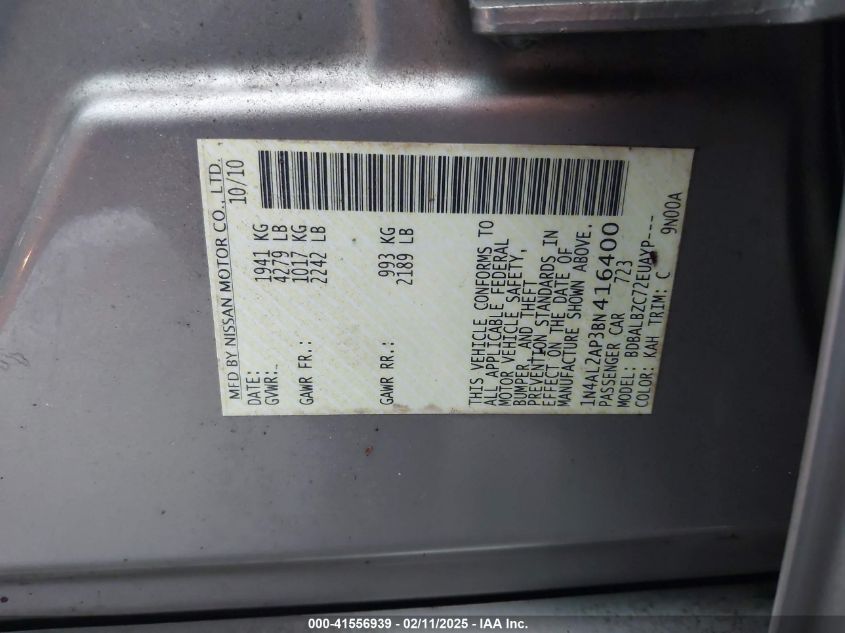 MFD BY NISSAN MOTOR CO., LTD.
DATE: 10/10
GVWR: 1941 KG
4279 LB
GAWR FR.: 1017 KG
2242 LB
GAWR RR.: 993 KG
2189 LB
THIS VEHICLE CONFORMS TO
ALL APPLICABLE FEDERAL
MOTOR VEHICLE SAFETY,
BUMPER, AND THEFT
PREVENTION STANDARDS IN
EFFECT ON THE DATE OF
MANUFACTURE SHOWN ABOVE.
1N4AL2AP3BN416400
PASSENGER CAR 723
MODEL: BDBALBZC72EUAYP----
COLOR: KAH TRIM: C 9N00A
000-41556939 - 02/11/2025 - IAA Inc.